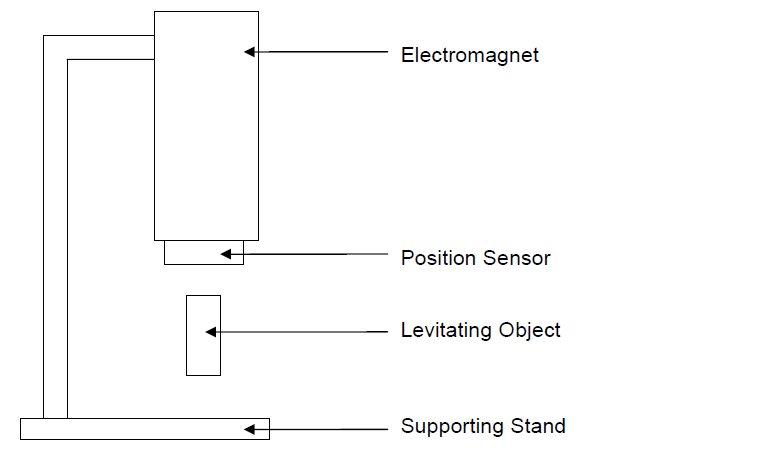 Electromagnet
Position Sensor
Levitating Object
Supporting Stand